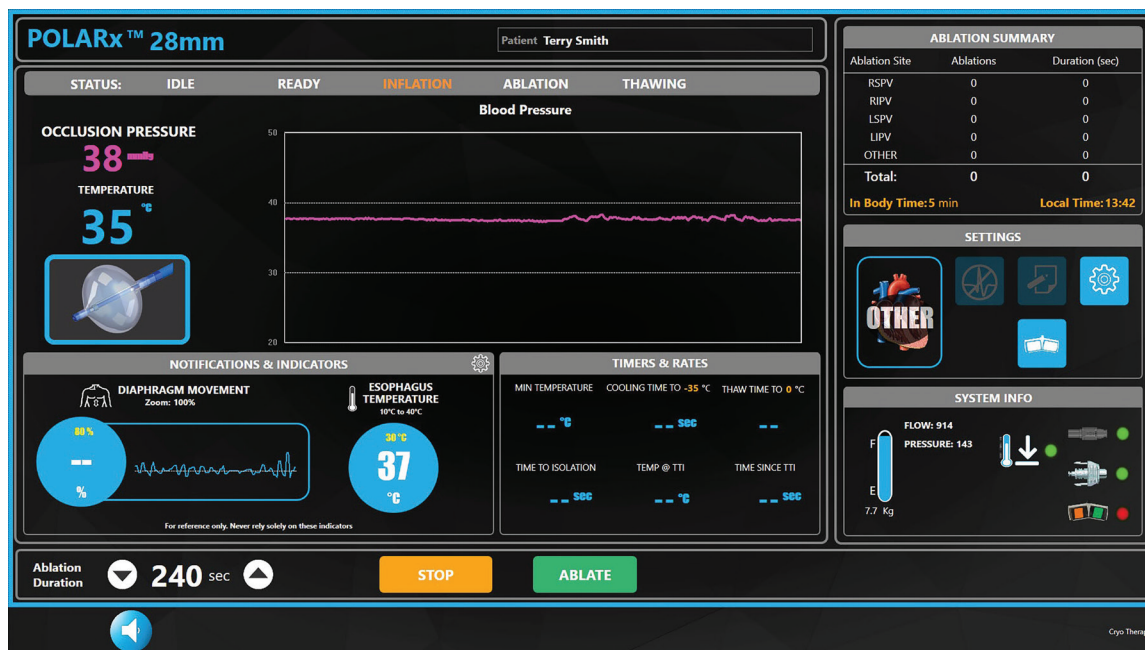 POLARx™ 28mm
Patient Terry Smith
STATUS: IDLE READY INFLATION ABLATION THAWING
Blood Pressure
OCCLUSION PRESSURE
38 mmHg
TEMPERATURE
35 °C
50
40
30
20
NOTIFICATIONS & INDICATORS
DIAPHRAGM MOVEMENT
Zoom: 100%
80 %
--
%
ESOPHAGUS
TEMPERATURE
10°C to 40°C
30 °C
37
°C
For reference only. Never rely solely on these indicators
TIMERS & RATES
MIN TEMPERATURE COOLING TIME TO -35 °C THAW TIME TO 0 °C
-- °C -- sec --
TIME TO ISOLATION TEMP @ TTI TIME SINCE TTI
-- sec -- °C -- sec
ABLATION SUMMARY
Ablation Site Ablations Duration (sec)
RSPV 0 0
RIPV 0 0
LSPV 0 0
LIPV 0 0
OTHER 0 0
Total: 0 0
In Body Time: 5 min Local Time: 13:42
SETTINGS
OTHER
SYSTEM INFO
FLOW: 914
PRESSURE: 143
F
E
7.7 Kg
Ablation
Duration
240 sec
STOP
ABLATE
Cryo Therap